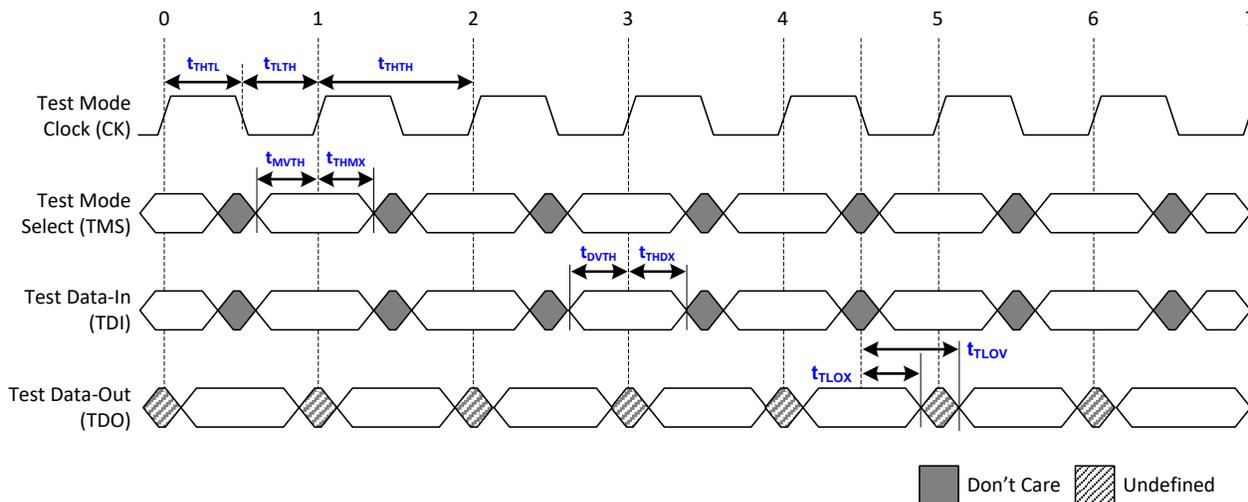 0 1 2 3 4 5 6 7
tTHTL tTLTH tTHTH
Test Mode
Clock (CK)
tMVTH tTHMX
Test Mode
Select (TMS)
tDVTH tTHDX
Test Data-In
(TDI)
tTLOV
tTLOX
Test Data-Out
(TDO)
Don't Care Undefined